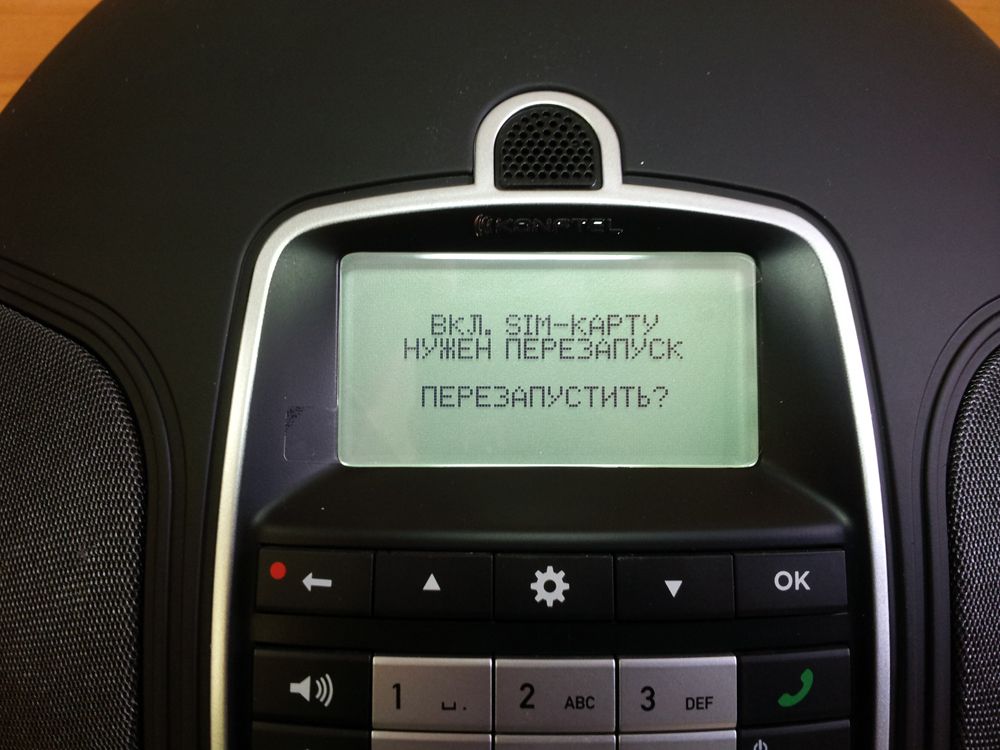 KONFTEL
ВКЛ. SIM-КАРТУ
НУЖЕН ПЕРЕЗАПУСК
ПЕРЕЗАПУСТИТЬ?
OK
1 ␣ . 2 ABC 3 DEF